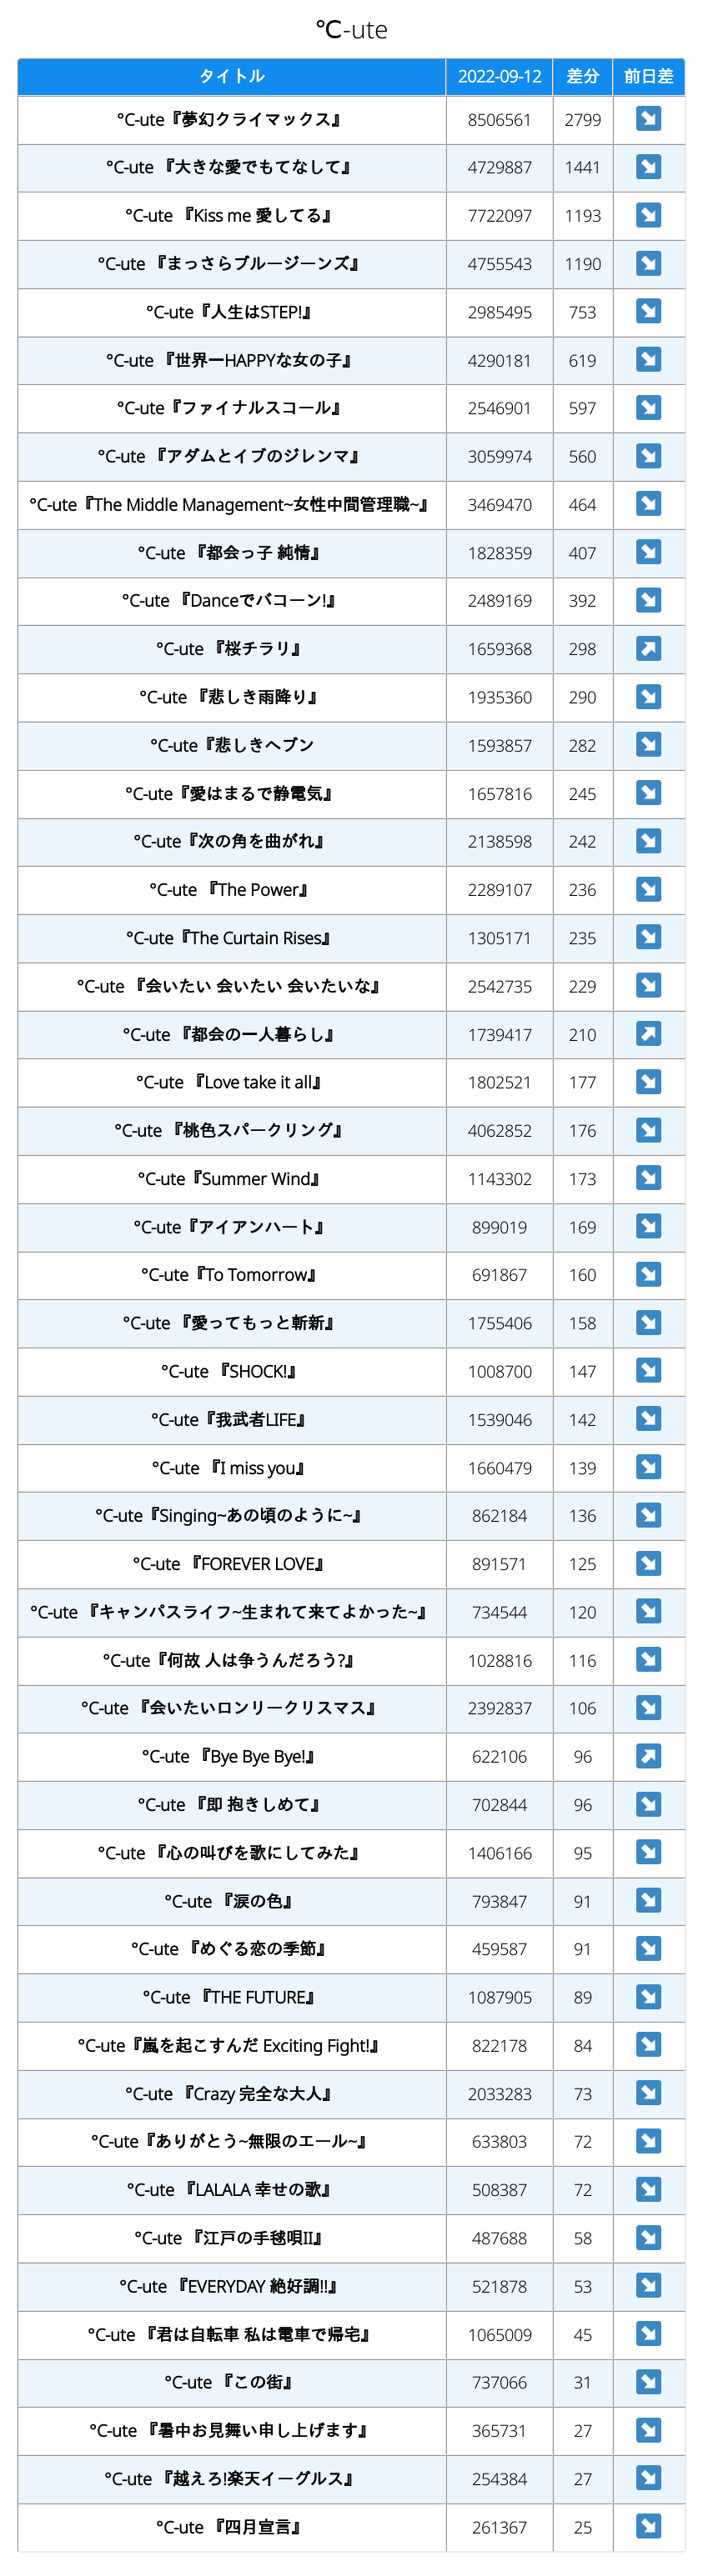 ℃-ute
タイトル 2022-09-12 差分 前日差
°C-ute『夢幻クライマックス』 8506561 2799 ↘
°C-ute 『大きな愛でもてなして』 4729887 1441 ↘
°C-ute 『Kiss me 愛してる』 7722097 1193 ↘
°C-ute 『まっさらブルージーンズ』 4755543 1190 ↘
°C-ute『人生はSTEP!』 2985495 753 ↘
°C-ute 『世界一HAPPYな女の子』 4290181 619 ↘
°C-ute『ファイナルスコール』 2546901 597 ↘
°C-ute 『アダムとイブのジレンマ』 3059974 560 ↘
°C-ute『The Middle Management~女性中間管理職~』 3469470 464 ↘
°C-ute 『都会っ子 純情』 1828359 407 ↘
°C-ute 『Danceでバコーン!』 2489169 392 ↘
°C-ute 『桜チラリ』 1659368 298 ↗
°C-ute 『悲しき雨降り』 1935360 290 ↘
°C-ute『悲しきヘブン 1593857 282 ↘
°C-ute『愛はまるで静電気』 1657816 245 ↘
°C-ute『次の角を曲がれ』 2138598 242 ↘
°C-ute 『The Power』 2289107 236 ↘
°C-ute『The Curtain Rises』 1305171 235 ↘
°C-ute 『会いたい 会いたい 会いたいな』 2542735 229 ↘
°C-ute 『都会の一人暮らし』 1739417 210 ↗
°C-ute 『Love take it all』 1802521 177 ↘
°C-ute 『桃色スパークリング』 4062852 176 ↘
°C-ute『Summer Wind』 1143302 173 ↘
°C-ute『アイアンハート』 899019 169 ↘
°C-ute『To Tomorrow』 691867 160 ↘
°C-ute 『愛ってもっと斬新』 1755406 158 ↘
°C-ute 『SHOCK!』 1008700 147 ↘
°C-ute『我武者LIFE』 1539046 142 ↘
°C-ute 『I miss you』 1660479 139 ↘
°C-ute『Singing~あの頃のように~』 862184 136 ↘
°C-ute 『FOREVER LOVE』 891571 125 ↘
°C-ute 『キャンパスライフ~生まれて来てよかった~』 734544 120 ↘
°C-ute『何故 人は争うんだろう?』 1028816 116 ↘
°C-ute 『会いたいロンリークリスマス』 2392837 106 ↘
°C-ute 『Bye Bye Bye!』 622106 96 ↗
°C-ute 『即 抱きしめて』 702844 96 ↘
°C-ute 『心の叫びを歌にしてみた』 1406166 95 ↘
°C-ute 『涙の色』 793847 91 ↘
°C-ute 『めぐる恋の季節』 459587 91 ↘
°C-ute 『THE FUTURE』 1087905 89 ↘
°C-ute『嵐を起こすんだ Exciting Fight!』 822178 84 ↘
°C-ute 『Crazy 完全な大人』 2033283 73 ↘
°C-ute『ありがとう~無限のエール~』 633803 72 ↘
°C-ute 『LALALA 幸せの歌』 508387 72 ↘
°C-ute 『江戸の手毬唄II』 487688 58 ↘
°C-ute 『EVERYDAY 絶好調!!』 521878 53 ↘
°C-ute 『君は自転車 私は電車で帰宅』 1065009 45 ↘
°C-ute 『この街』 737066 31 ↘
°C-ute 『暑中お見舞い申し上げます』 365731 27 ↘
°C-ute 『越えろ!楽天イーグルス』 254384 27 ↘
°C-ute 『四月宣言』 261367 25 ↘